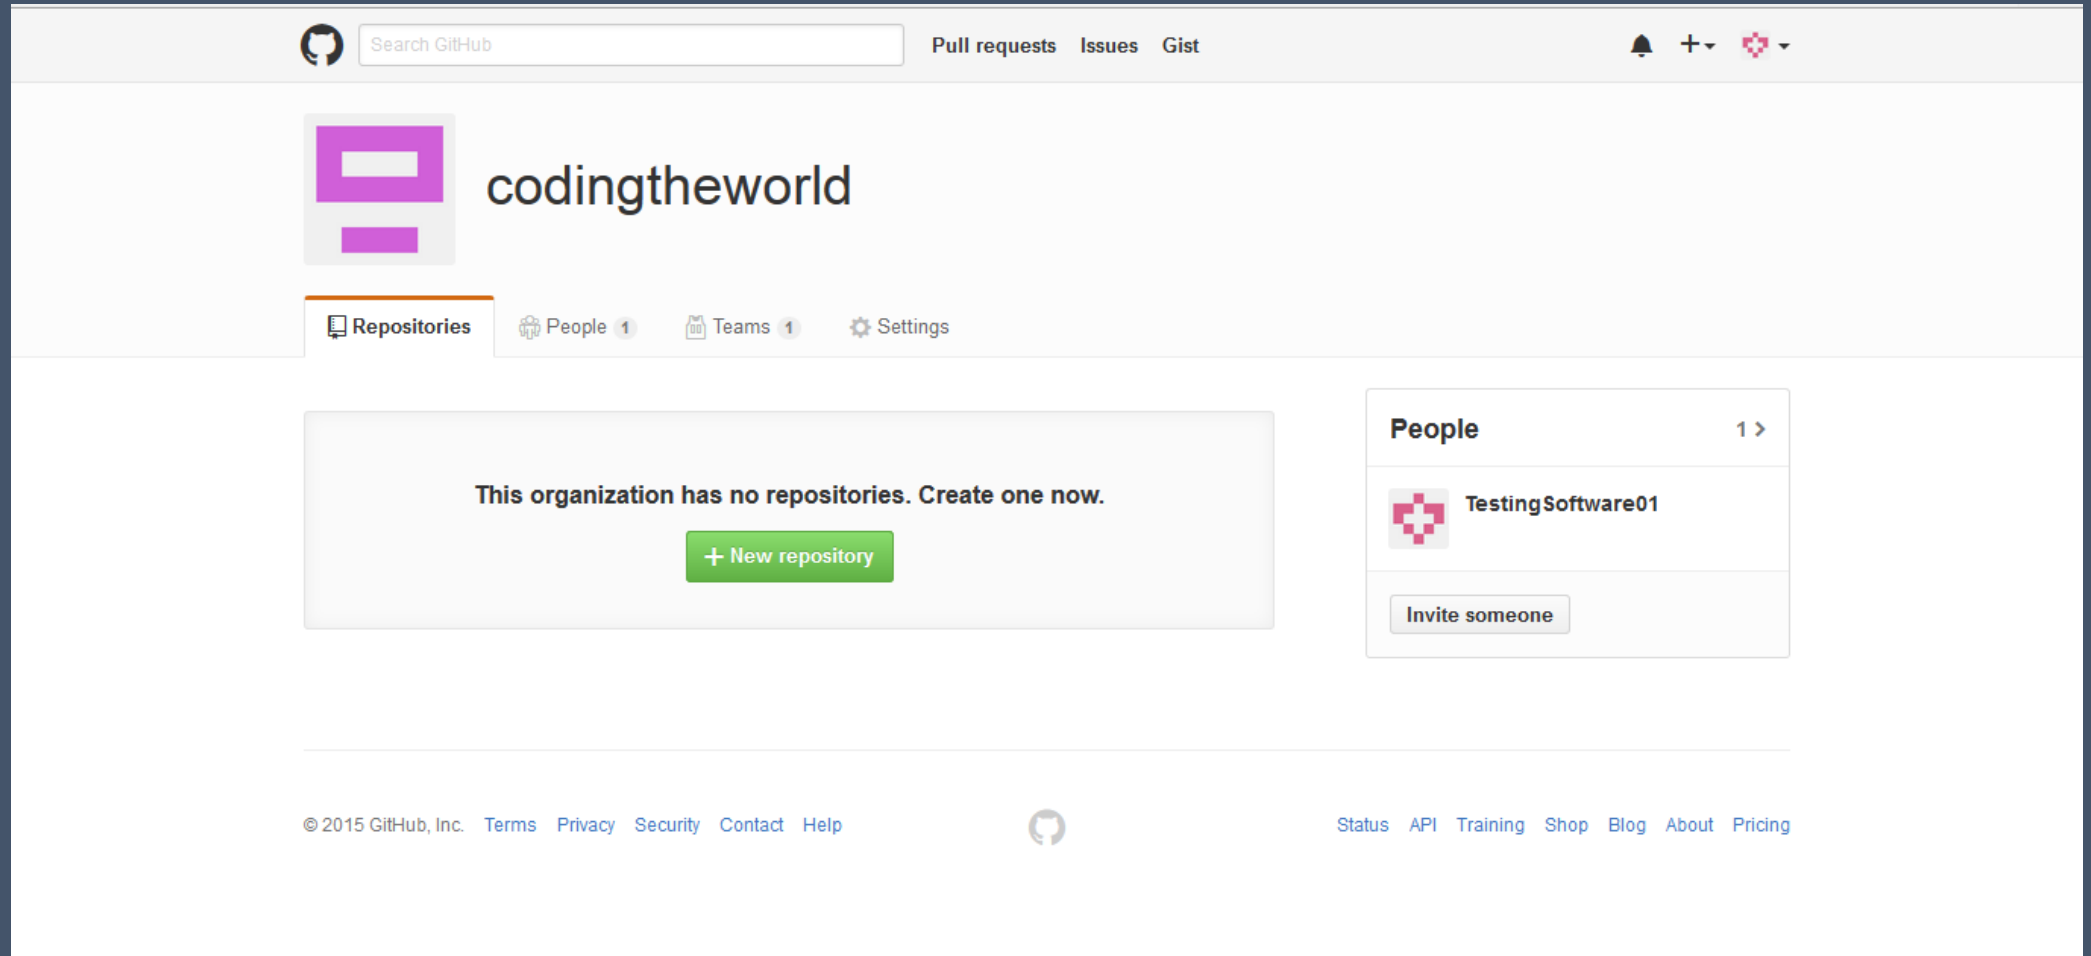 Search GitHub Pull requests Issues Gist
codingtheworld
Repositories People 1 Teams 1 Settings
People 1
This organization has no repositories. Create one now.
TestingSoftware01
+ New repository
Invite someone
© 2015 GitHub, Inc. Terms Privacy Security Contact Help Status API Training Shop Blog About Pricing